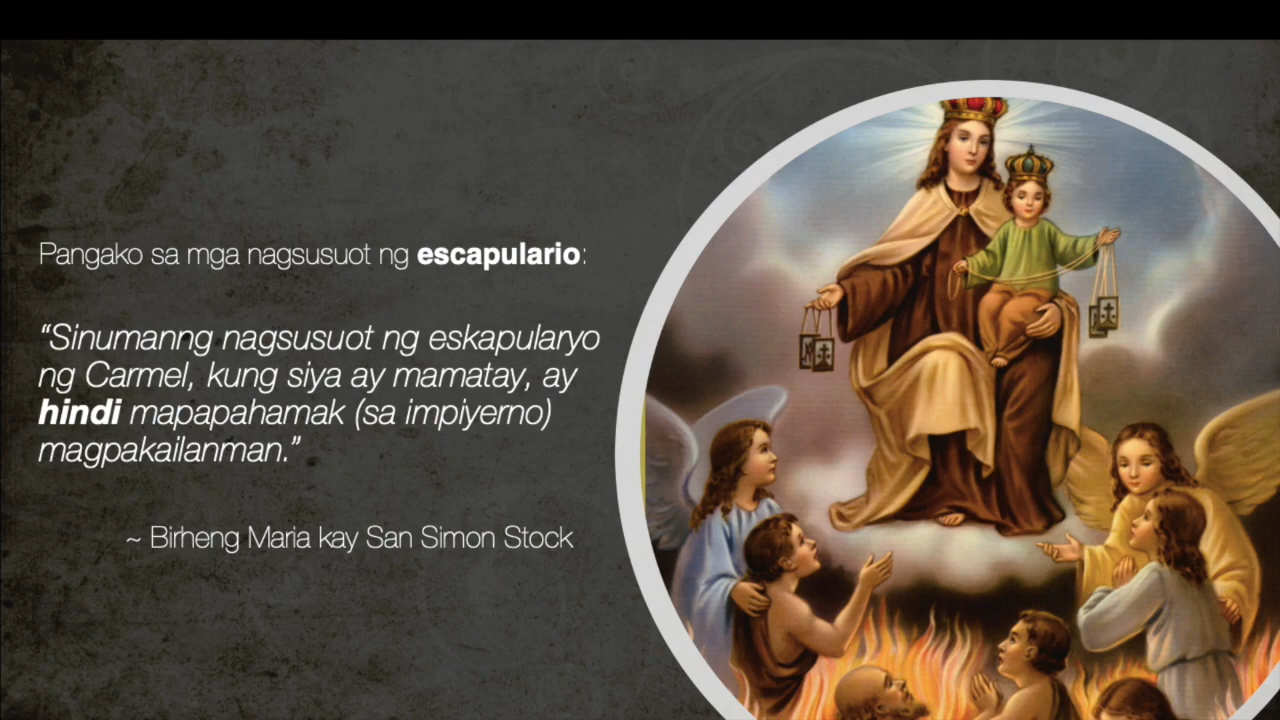 Pangako sa mga nagsusuot ng escapulario:
“Sinumanng nagsusuot ng eskapularyo
ng Carmel, kung siya ay mamatay, ay
hindi mapapahamak (sa impiyerno)
magpakailanman.”
~ Birheng Maria kay San Simon Stock